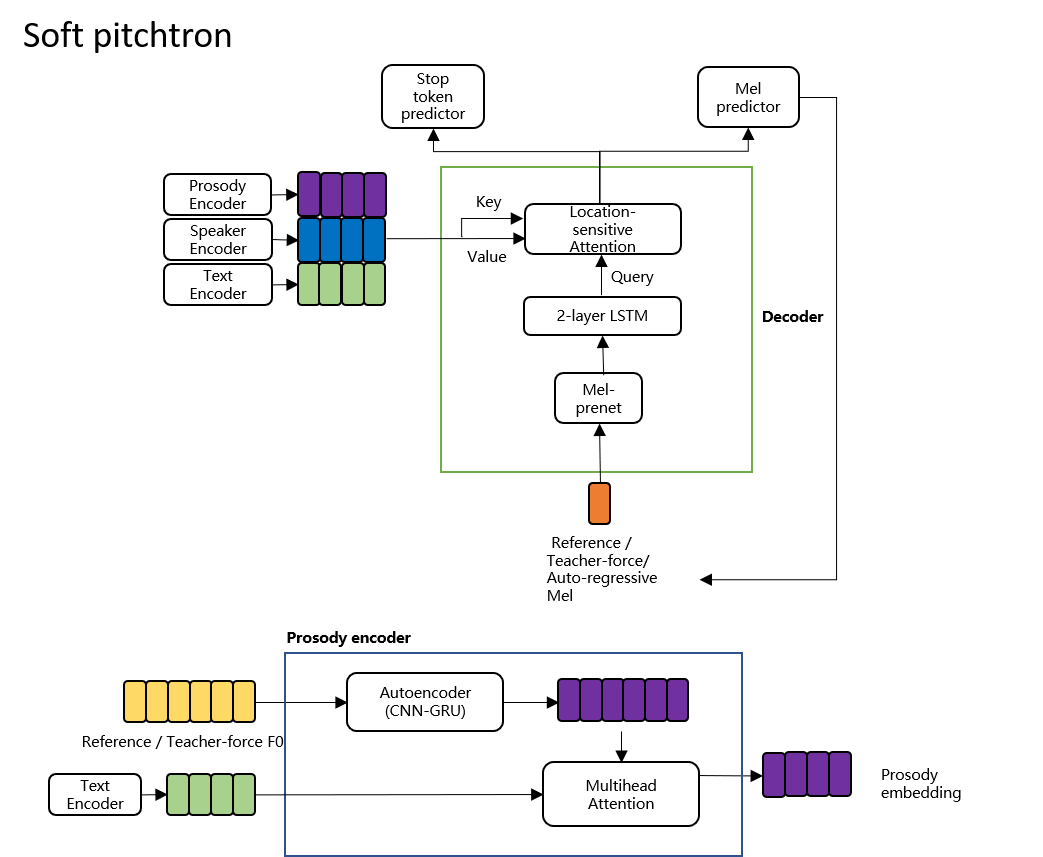 Soft pitchtron
Stop
token
predictor
Mel
predictor
Prosody
Encoder
Speaker
Encoder
Text
Encoder
Key
Value
Location-
sensitive
Attention
Query
2-layer LSTM
Decoder
Mel-
prenet
Reference /
Teacher-force/
Auto-regressive
Mel
Prosody encoder
Autoencoder
(CNN-GRU)
Reference / Teacher-force F0
Text
Encoder
Multihead
Attention
Prosody
embedding